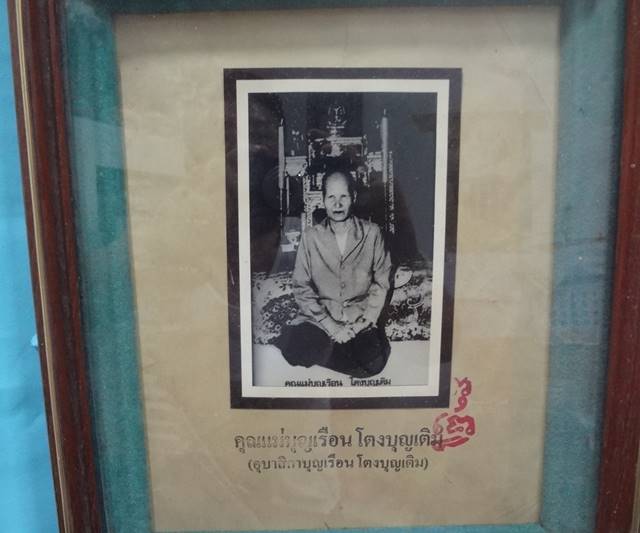 คุณแม่บุญเรือน โตงบุญเติม
คุณแม่บุญเรือน โตงบุญเติม
(อุบาสิกาบุญเรือน โตงบุญเติม)